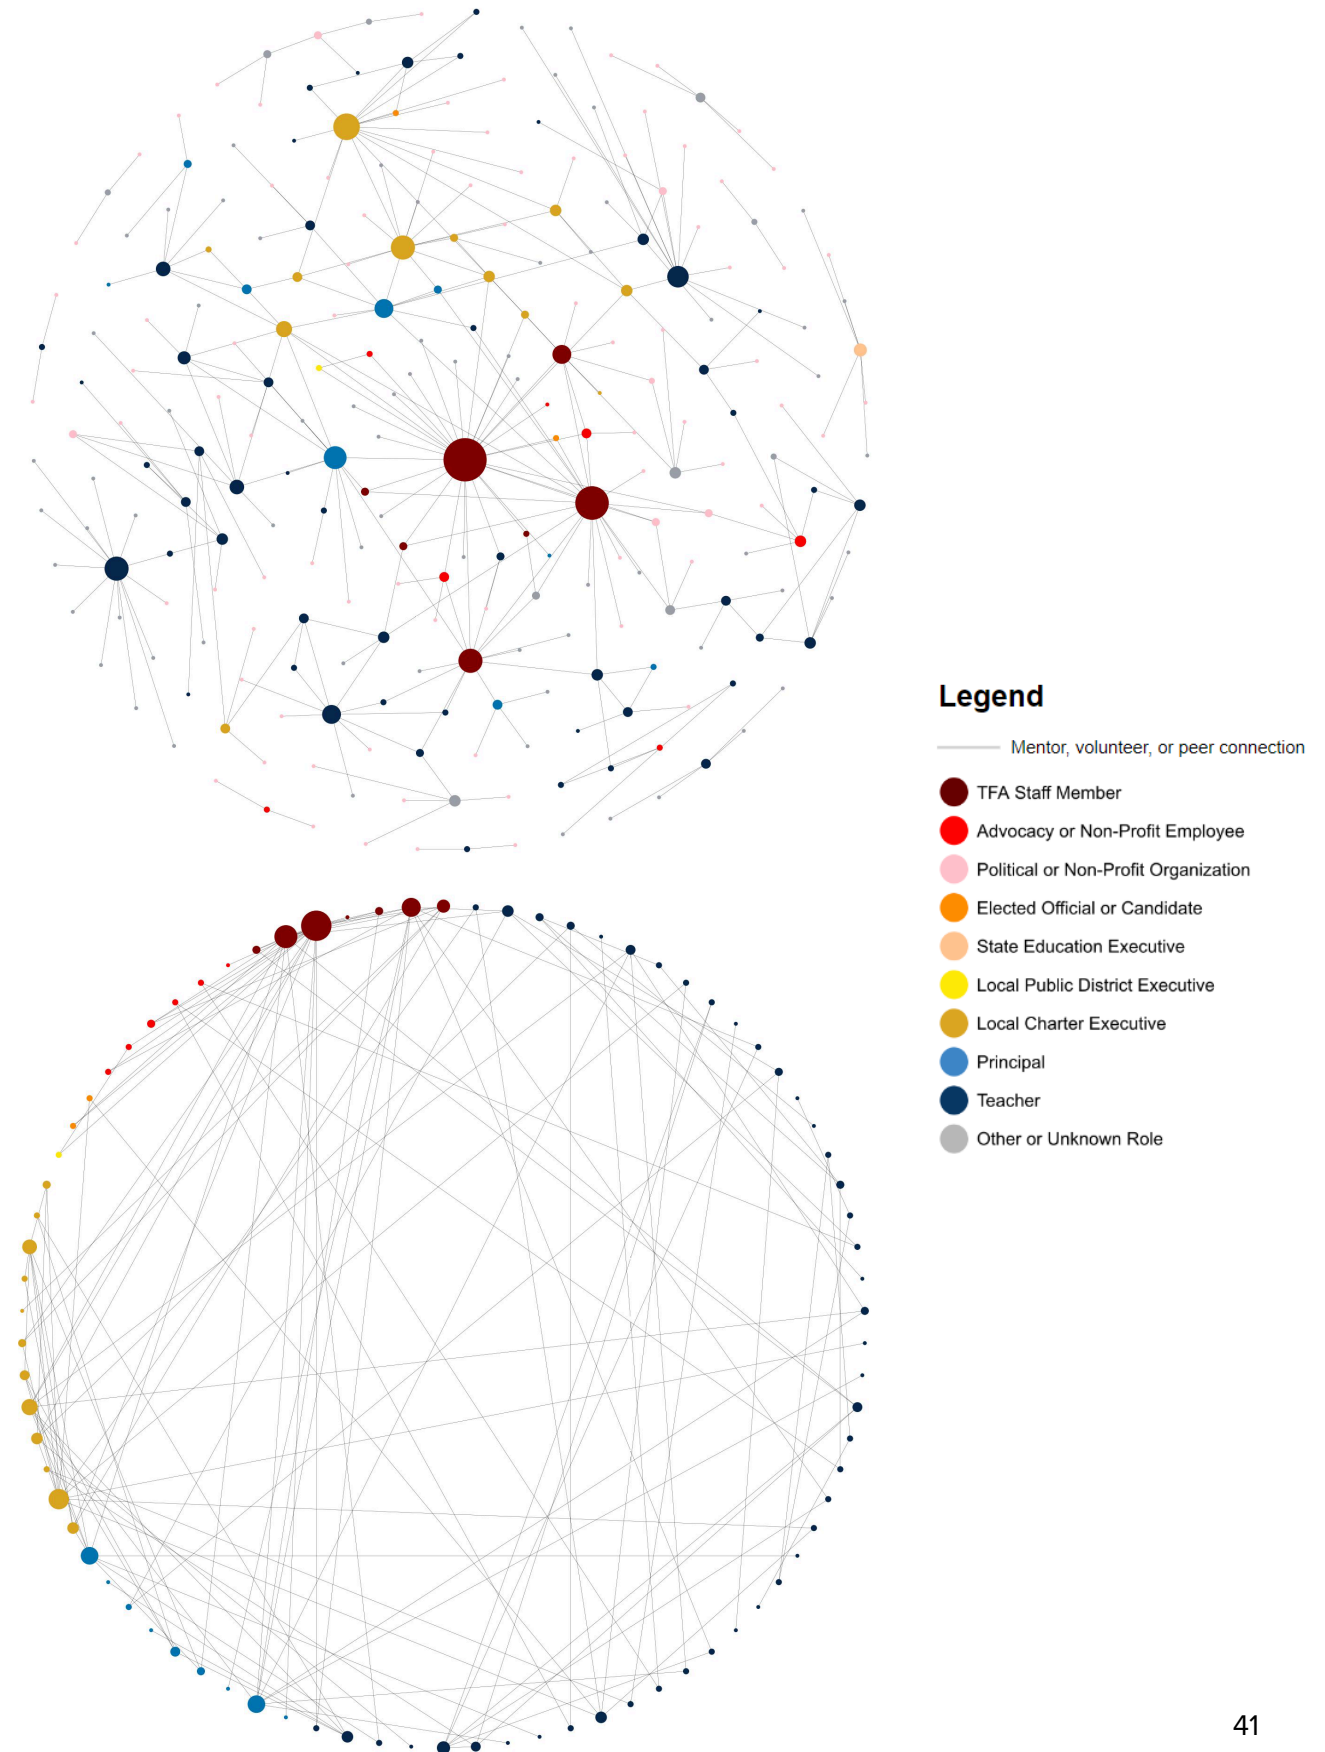 Legend
Mentor, volunteer, or peer connection
TFA Staff Member
Advocacy or Non-Profit Employee
Political or Non-Profit Organization
Elected Official or Candidate
State Education Executive
Local Public District Executive
Local Charter Executive
Principal
Teacher
Other or Unknown Role
41